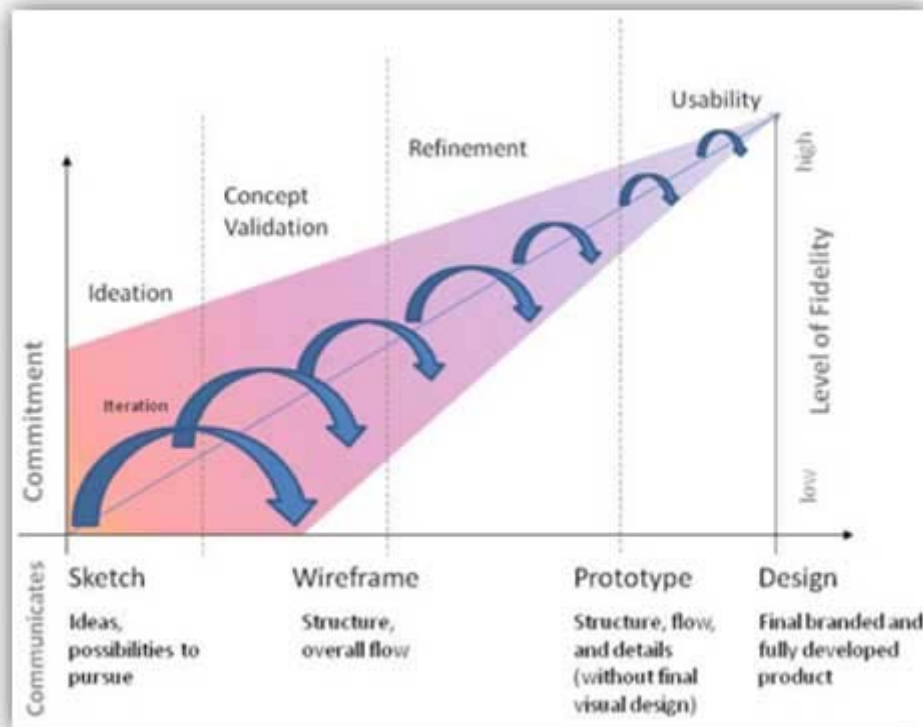 Usability
Refinement
Concept
Validation
Ideation
Iteration
Commitment
high
Level of Fidelity
low
Communicates
Sketch
Ideas,
possibilities to
pursue
Wireframe
Structure,
overall flow
Prototype
Structure, flow,
and details
(without final
visual design)
Design
Final branded and
fully developed
product